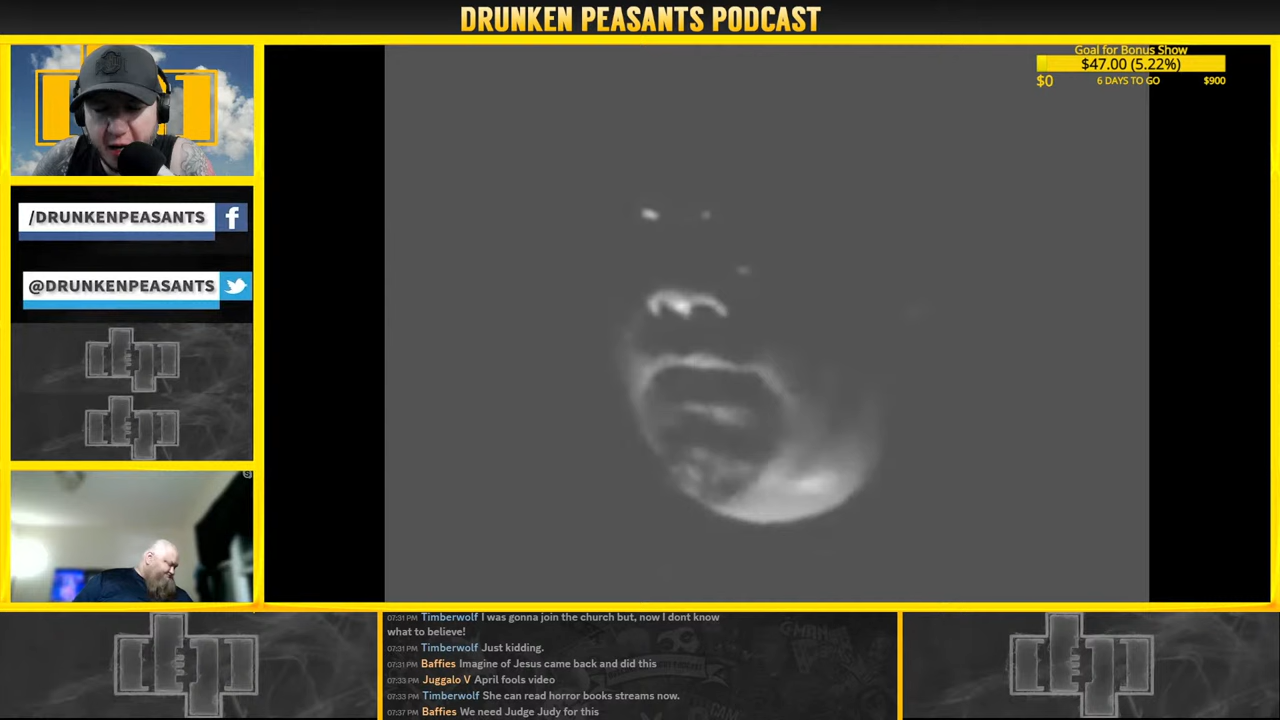 DRUNKEN PEASANTS PODCAST
Goal for Bonus Show
$47.00 (5.22%)
$0 6 DAYS TO GO $900
/DRUNKENPEASANTS f
@DRUNKENPEASANTS
07:31 PM Timberwolf I was gonna join the church but, now I dont know
what to believe!
07:31 PM Timberwolf Just kidding.
07:31 PM Baffies Imagine of Jesus came back and did this
07:33 PM Juggalo V April fools video
07:33 PM Timberwolf She can read horror books streams now.
07:37 PM Baffies We need Judge Judy for this